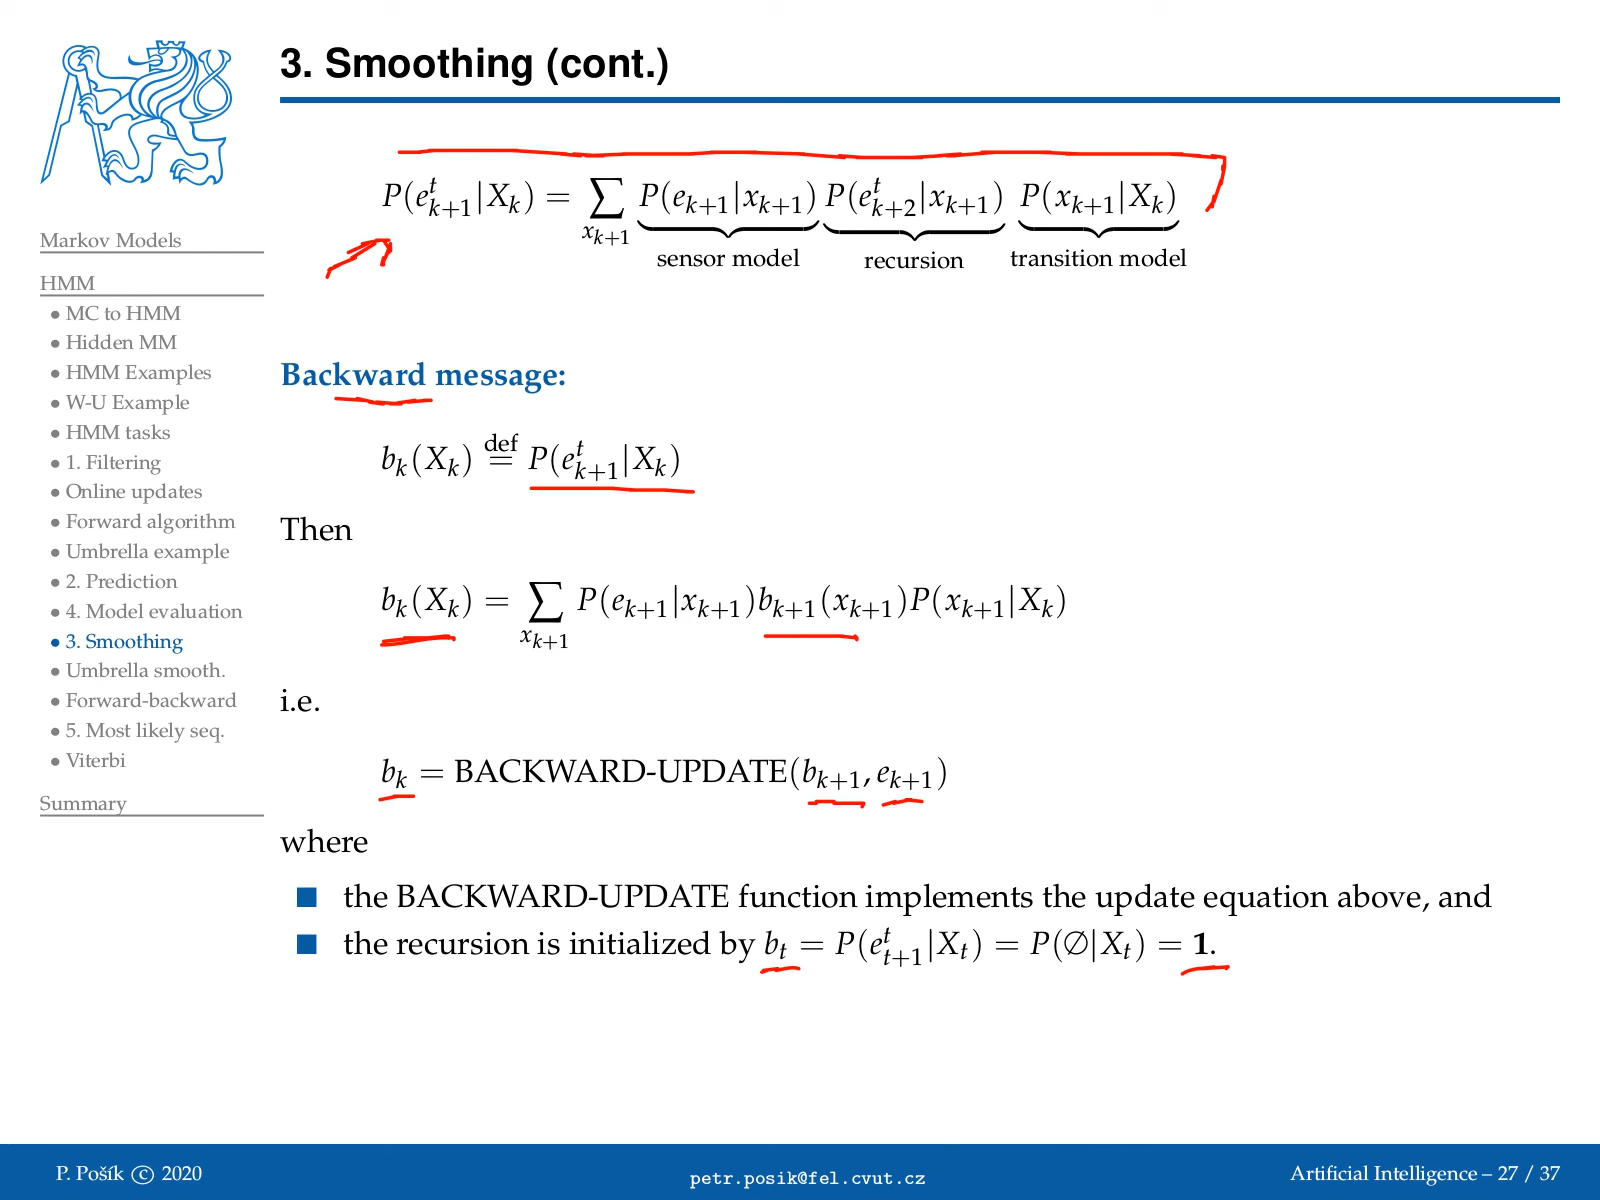 3. Smoothing (cont.)
P(e^t_{k+1}|X_k) = ∑_{x_{k+1}} P(e_{k+1}|x_{k+1}) P(e^t_{k+2}|x_{k+1}) P(x_{k+1}|X_k)
sensor model recursion transition model
Markov Models
HMM
• MC to HMM
• Hidden MM
• HMM Examples
• W-U Example
• HMM tasks
• 1. Filtering
• Online updates
• Forward algorithm
• Umbrella example
• 2. Prediction
• 4. Model evaluation
• 3. Smoothing
• Umbrella smooth.
• Forward-backward
• 5. Most likely seq.
• Viterbi
Summary
Backward message:
b_k(X_k) def= P(e^t_{k+1}|X_k)
Then
b_k(X_k) = ∑_{x_{k+1}} P(e_{k+1}|x_{k+1})b_{k+1}(x_{k+1})P(x_{k+1}|X_k)
i.e.
b_k = BACKWARD-UPDATE(b_{k+1}, e_{k+1})
where
■ the BACKWARD-UPDATE function implements the update equation above, and
■ the recursion is initialized by b_t = P(e^t_{t+1}|X_t) = P(∅|X_t) = 1.
P. Pošík © 2020
petr.posik@fel.cvut.cz
Artificial Intelligence – 27 / 37